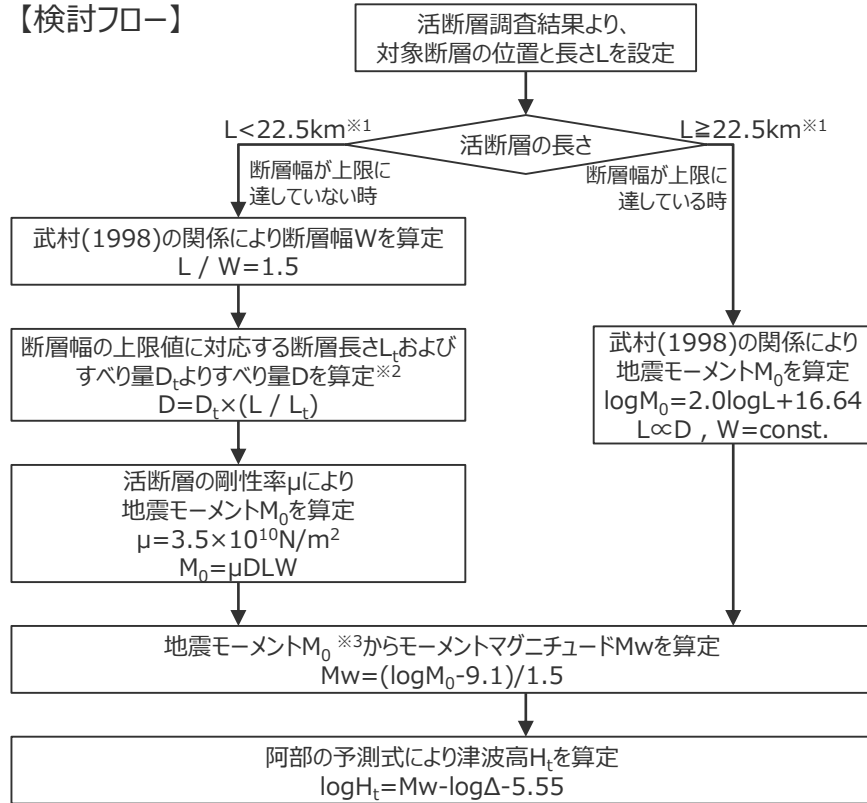 【検討フロー】
活断層調査結果より、
対象断層の位置と長さLを設定
L<22.5km※1
活断層の長さ
L≧22.5km※1
断層幅が上限に
達していない時
断層幅が上限に
達している時
武村(1998)の関係により断層幅Wを算定
L / W=1.5
断層幅の上限値に対応する断層長さLtおよび
すべり量Dtよりすべり量Dを算定※2
D=Dt×(L / Lt)
武村(1998)の関係により
地震モーメントM0を算定
logM0=2.0logL+16.64
L∝D , W=const.
活断層の剛性率μにより
地震モーメントM0を算定
μ=3.5×1010N/m2
M0=μDLW
地震モーメントM0 ※3からモーメントマグニチュードMwを算定
Mw=(logM0-9.1)/1.5
阿部の予測式により津波高Htを算定
logHt=Mw-logΔ-5.55